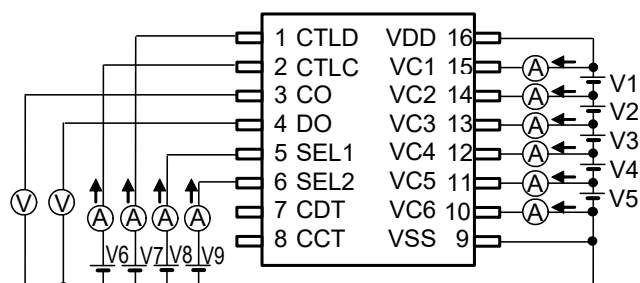 1 CTLD VDD 16
2 CTLC VC1 15 A
3 CO VC2 14 A V1
4 DO VC3 13 A V2
5 SEL1 VC4 12 A V3
6 SEL2 VC5 11 A V4
V V A A A A 7 CDT VC6 10 A V5
V6 V7 V8 V9 8 CCT VSS 9